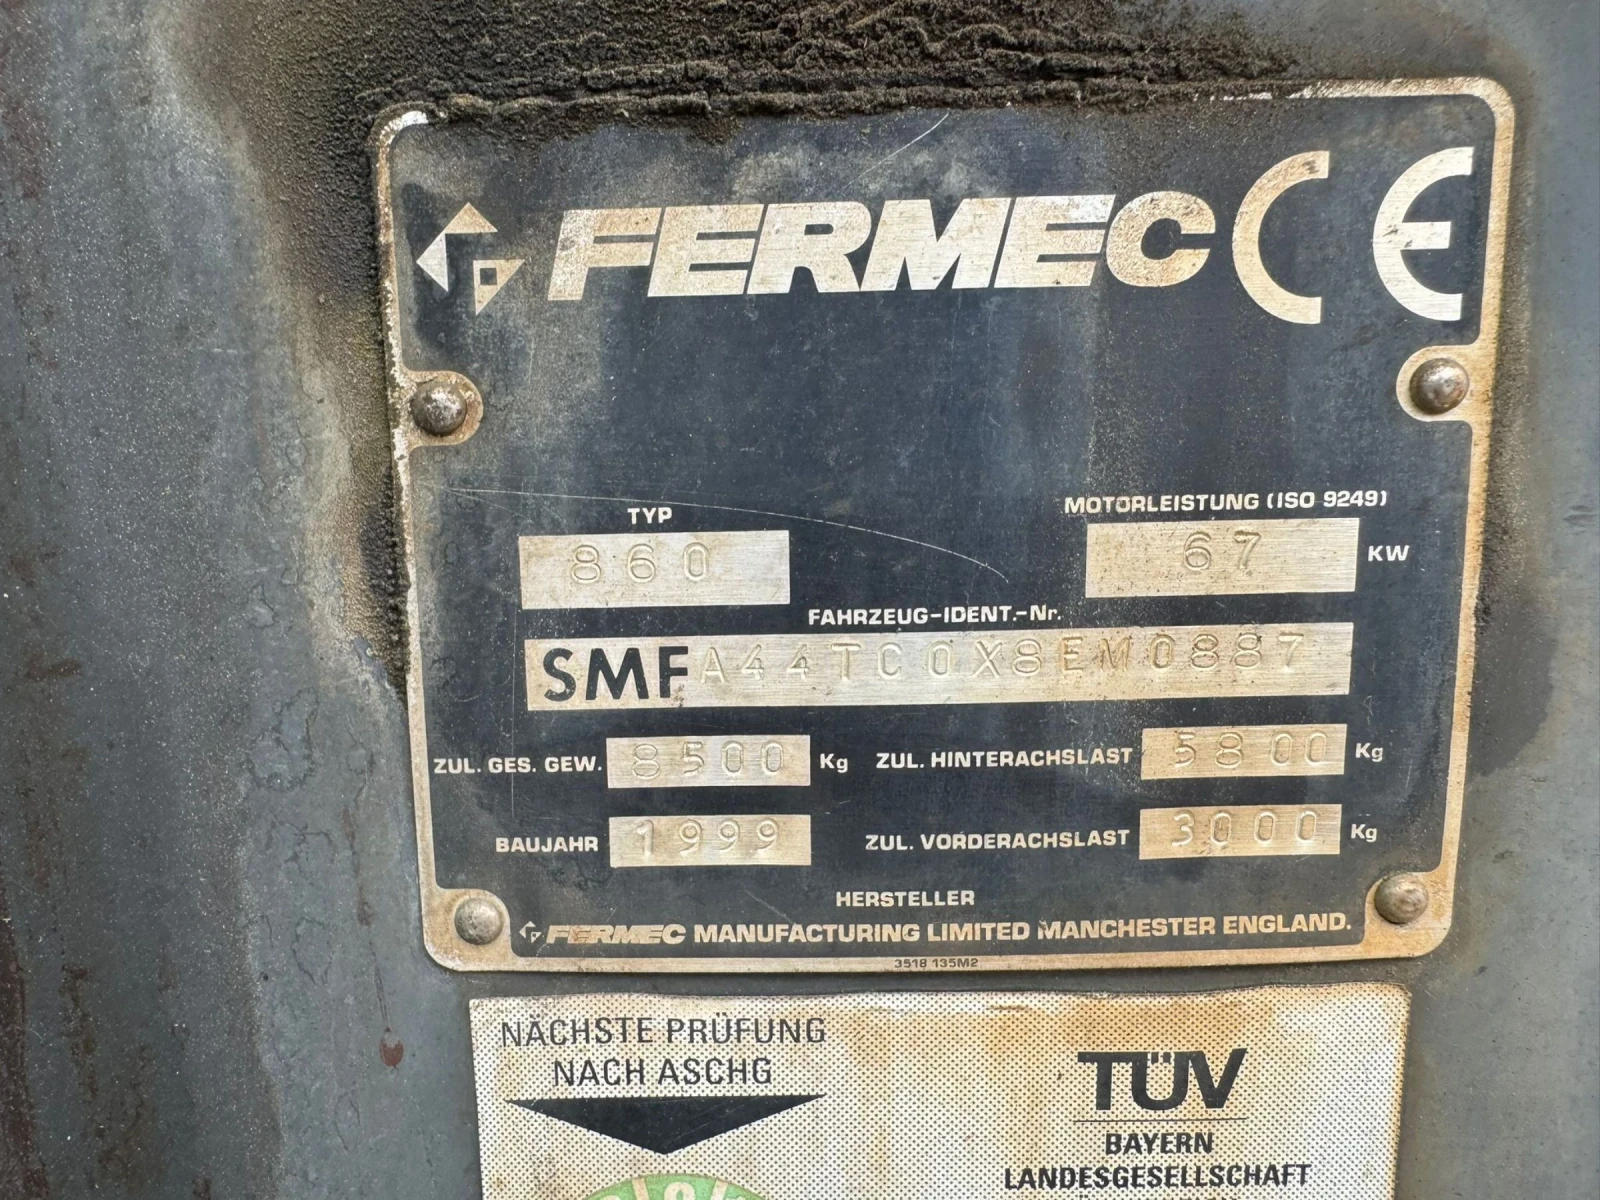 FERMEC CE
TYP
860
MOTORLEISTUNG (ISO 9249)
67 KW
FAHRZEUG-IDENT.-Nr.
SMFA44TC0X8EM0887
ZUL. GES. GEW. 8500 Kg
ZUL. HINTERACHSLAST 5800 Kg
BAUJAHR 1999
ZUL. VORDERACHSLAST 3000 Kg
HERSTELLER
FERMEC MANUFACTURING LIMITED MANCHESTER ENGLAND.
3518 135M2
NÄCHSTE PRÜFUNG
NACH ASCHG
TÜV
BAYERN
LANDESGESELLSCHAFT